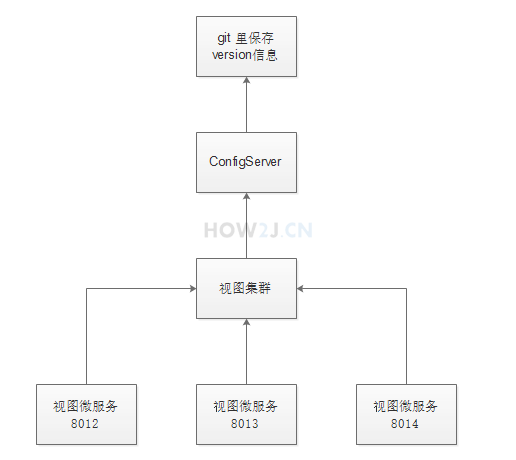 git 里保存
version信息
ConfigServer
HOW2J.CN
视图集群
视图微服务
8012
视图微服务
8013
视图微服务
8014